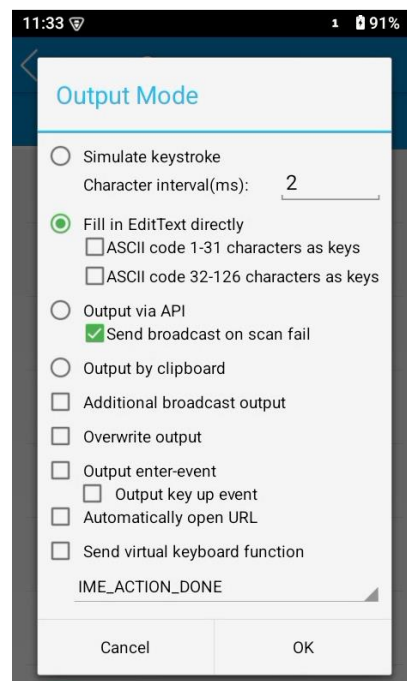 11:33 1 91%
Output Mode
Simulate keystroke
Character interval(ms): 2
Fill in EditText directly
ASCII code 1-31 characters as keys
ASCII code 32-126 characters as keys
Output via API
Send broadcast on scan fail
Output by clipboard
Additional broadcast output
Overwrite output
Output enter-event
Output key up event
Automatically open URL
Send virtual keyboard function
IME_ACTION_DONE
Cancel OK